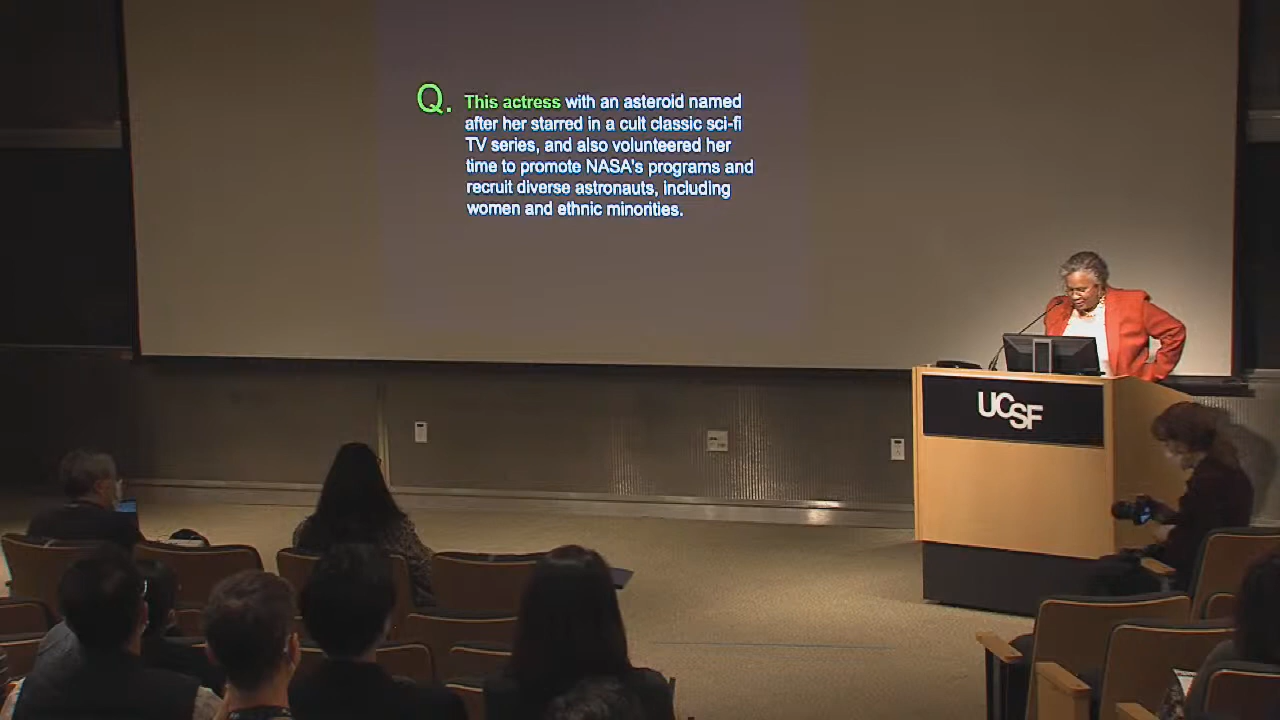 Q. This actress with an asteroid named
after her starred in a cult classic sci-fi
TV series, and also volunteered her
time to promote NASA's programs and
recruit diverse astronauts, including
women and ethnic minorities.
UCSF